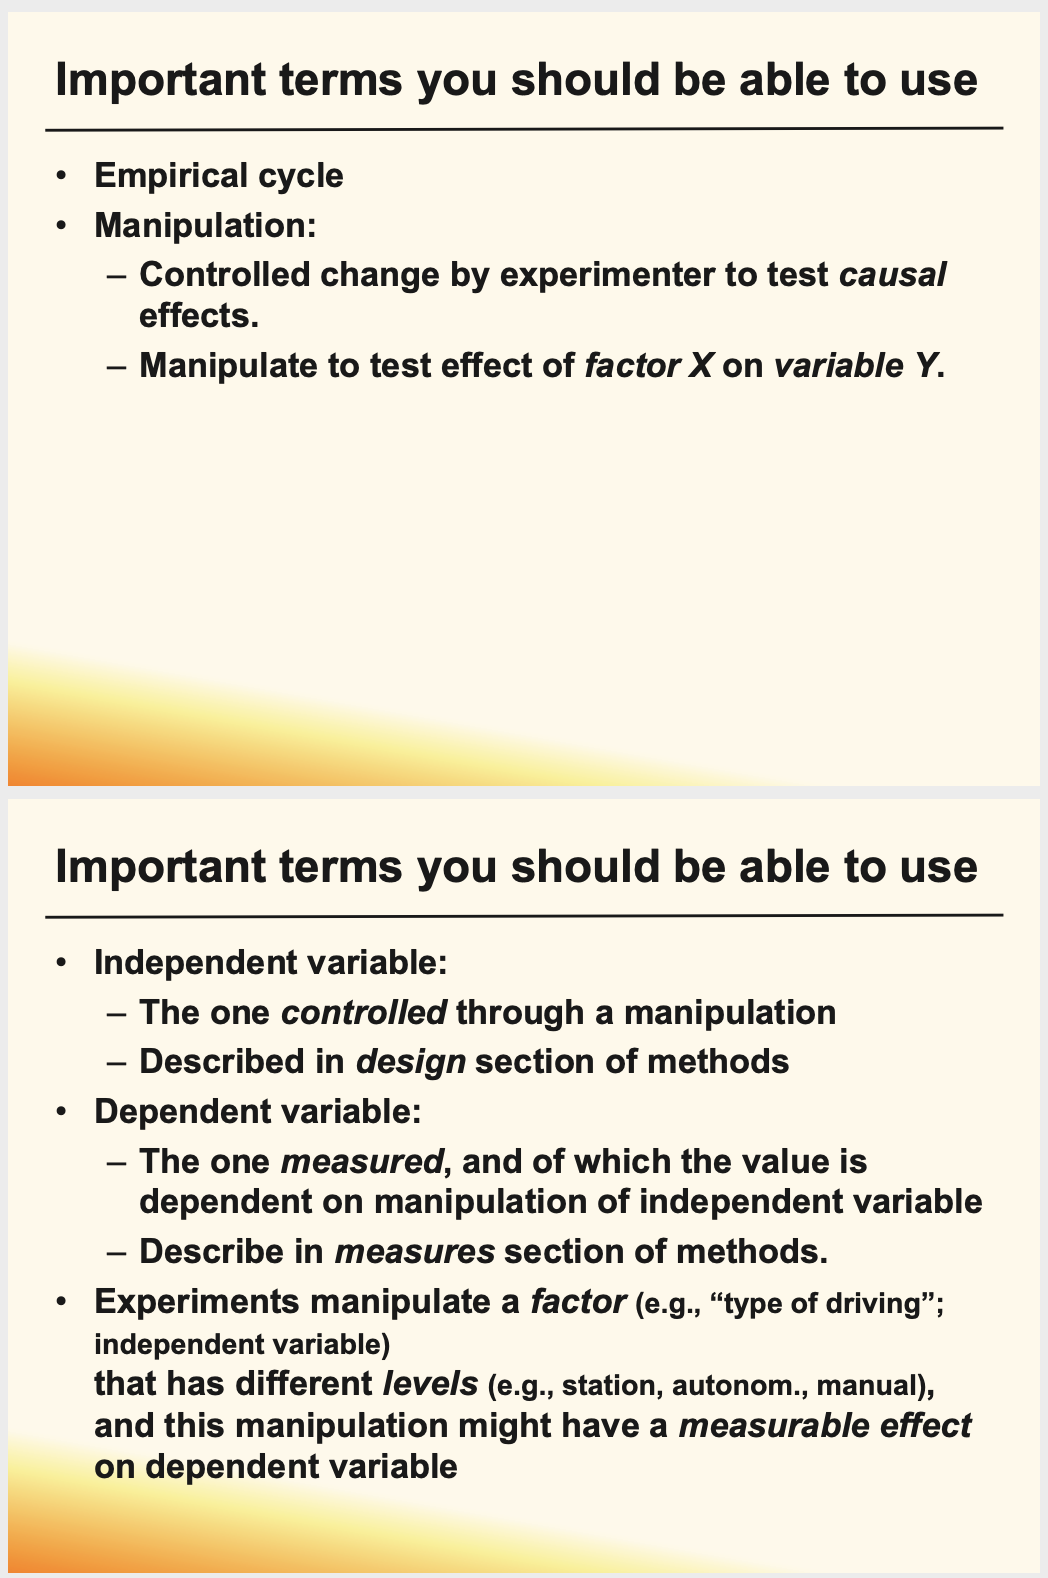 Important terms you should be able to use
• Empirical cycle
• Manipulation:
– Controlled change by experimenter to test causal
effects.
– Manipulate to test effect of factor X on variable Y.
Important terms you should be able to use
• Independent variable:
– The one controlled through a manipulation
– Described in design section of methods
• Dependent variable:
– The one measured, and of which the value is
dependent on manipulation of independent variable
– Describe in measures section of methods.
• Experiments manipulate a factor (e.g., “type of driving”;
independent variable)
that has different levels (e.g., station, autonom., manual),
and this manipulation might have a measurable effect
on dependent variable